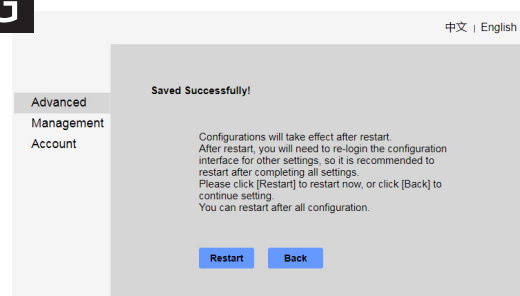 G
中文 | English
Saved Successfully!
Advanced
Management
Account
Configurations will take effect after restart.
After restart, you will need to re-login the configuration
interface for other settings, so it is recommended to
restart after completing all settings.
Please click [Restart] to restart now, or click [Back] to
continue setting.
You can restart after all configuration.
Restart Back